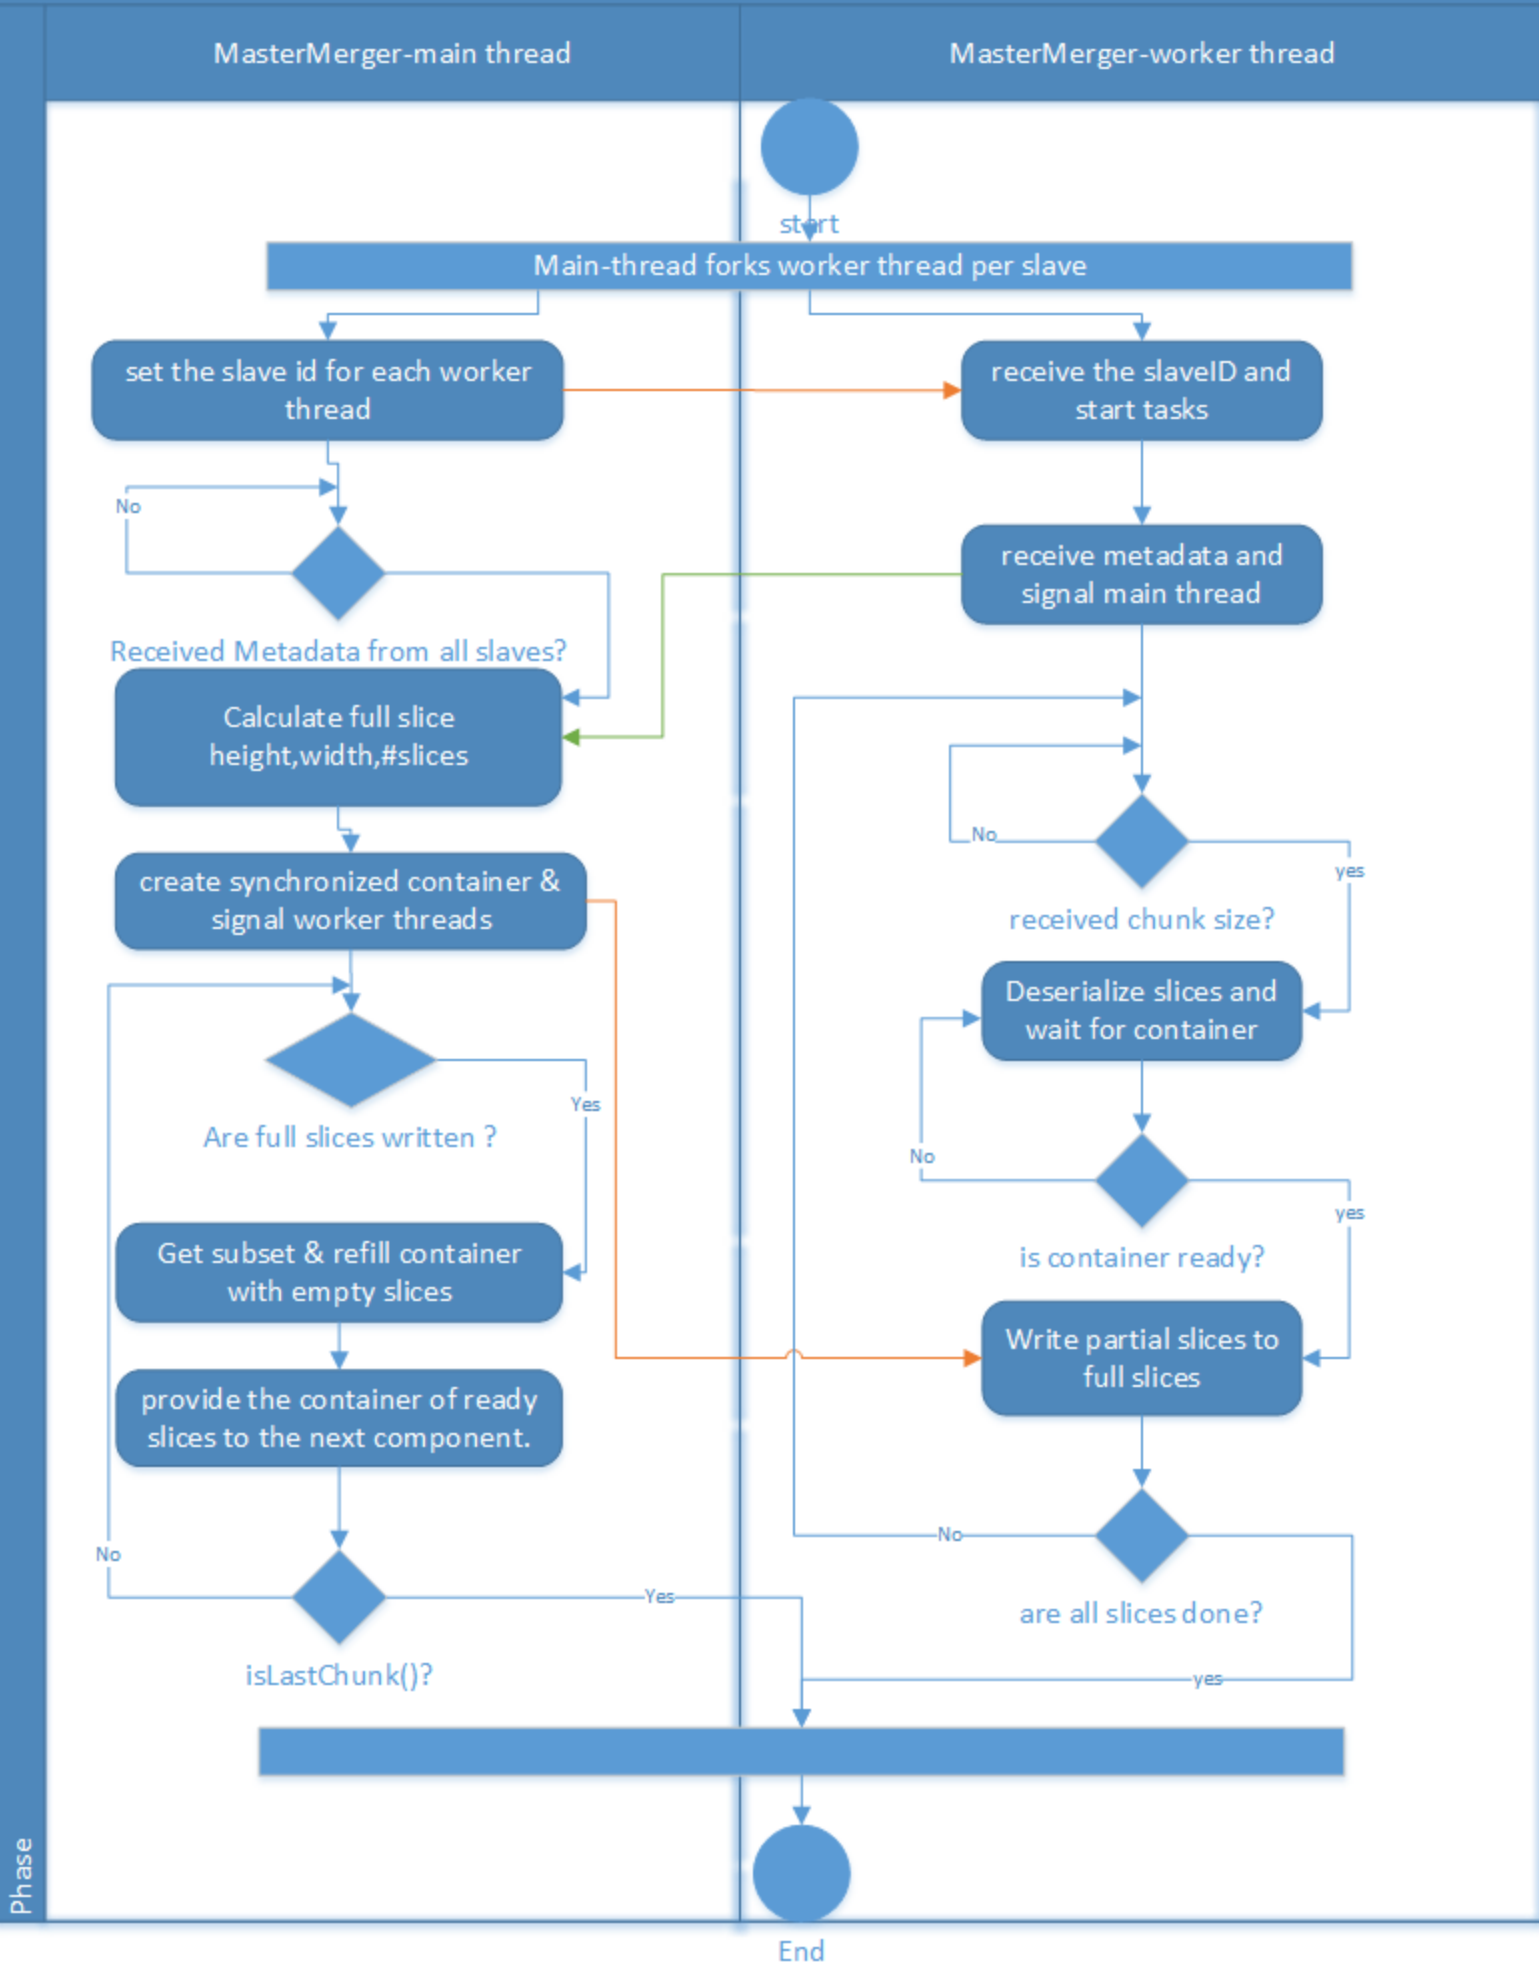 MasterMerger-main thread
MasterMerger-worker thread
start
Main-thread forks worker thread per slave
set the slave id for each worker
thread
receive the slaveID and
start tasks
No
receive metadata and
signal main thread
Received Metadata from all slaves?
Calculate full slice
height,width,#slices
No
yes
received chunk size?
create synchronized container &
signal worker threads
Deserialize slices and
wait for container
Yes
Are full slices written ?
No
yes
is container ready?
Get subset & refill container
with empty slices
Write partial slices to
full slices
provide the container of ready
slices to the next component.
No
No
Yes
are all slices done?
isLastChunk()?
yes
Phase
End